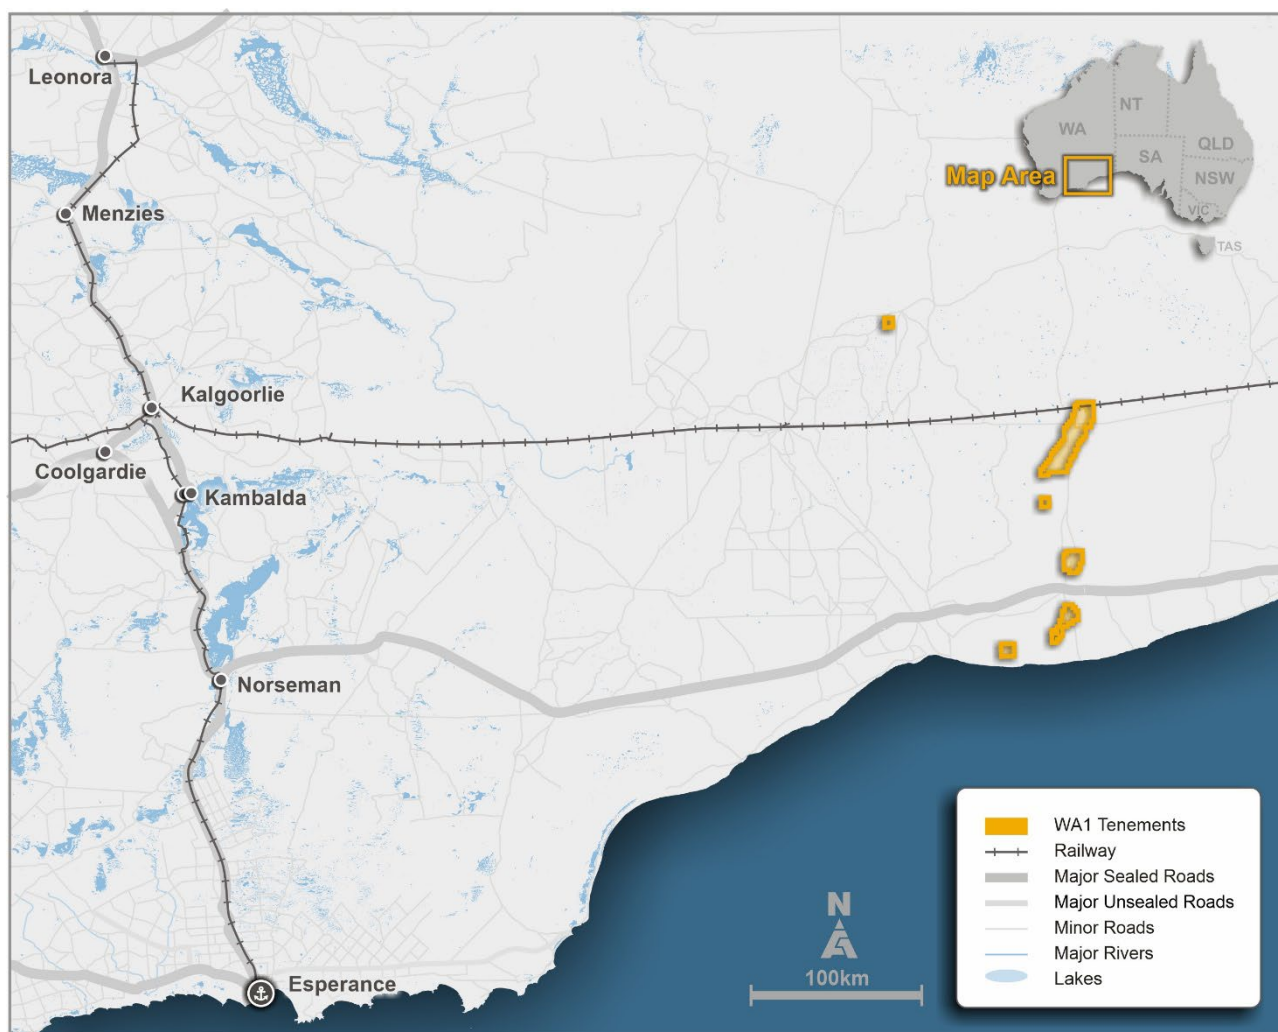 Leonora
Menzies
Kalgoorlie
Coolgardie
Kambalda
Norseman
Esperance
NT
WA
QLD
SA
Map Area
NSW
VIC
TAS
N
100km
WA1 Tenements
Railway
Major Sealed Roads
Major Unsealed Roads
Minor Roads
Major Rivers
Lakes